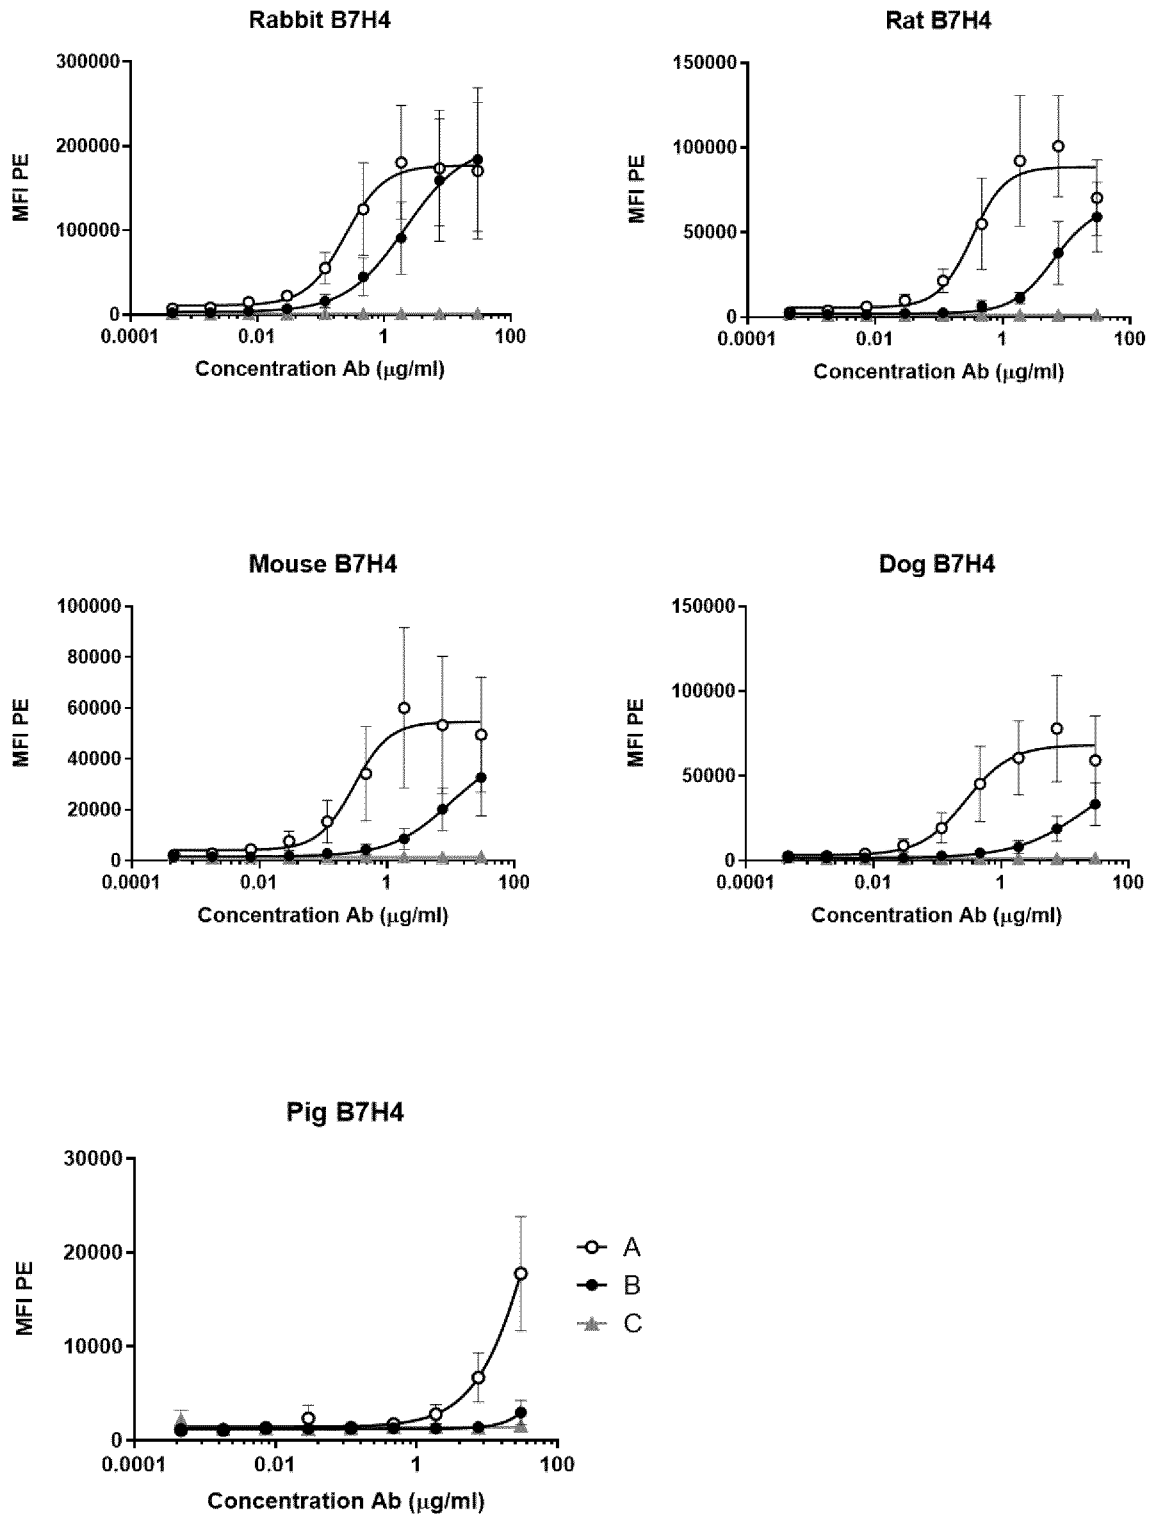 Rabbit B7H4
300000
200000
100000
0
0.0001
0.01
1
100
MFI PE
Concentration Ab (μg/ml)
Rat B7H4
150000
100000
50000
0
0.0001
0.01
1
100
MFI PE
Concentration Ab (μg/ml)
Mouse B7H4
100000
80000
60000
40000
20000
0
0.0001
0.01
1
100
MFI PE
Concentration Ab (μg/ml)
Dog B7H4
150000
100000
50000
0
0.0001
0.01
1
100
MFI PE
Concentration Ab (μg/ml)
Pig B7H4
30000
20000
10000
0
0.0001
0.01
1
100
MFI PE
Concentration Ab (μg/ml)
A
B
C